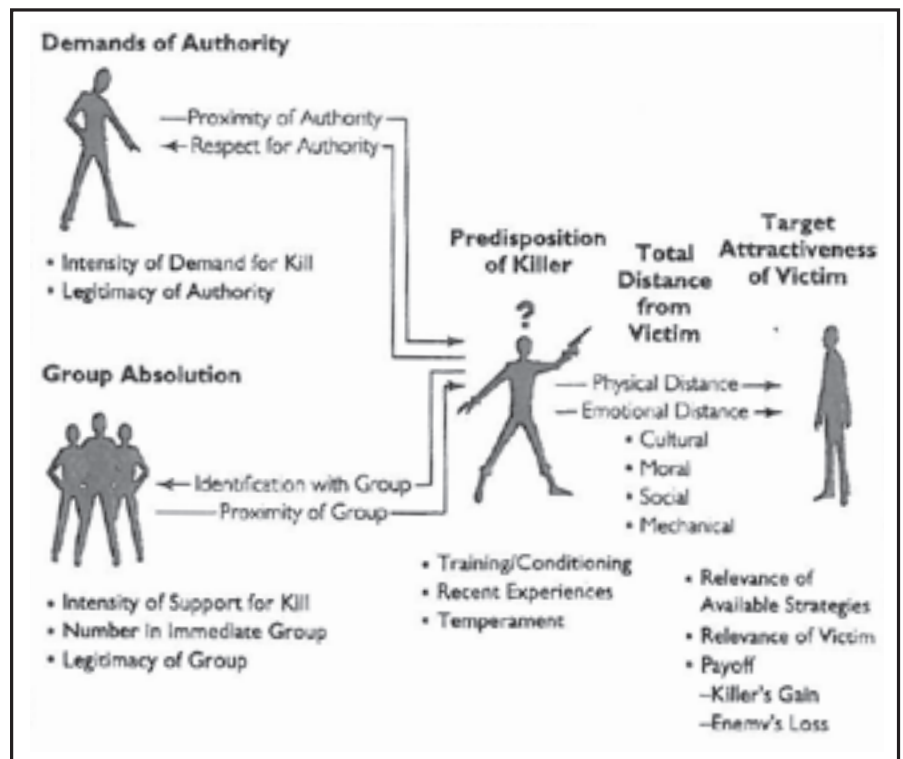 Demands of Authority
Proximity of Authority
Respect for Authority
• Intensity of Demand for Kill
• Legitimacy of Authority
Group Absolution
Identification with Group
Proximity of Group
• Intensity of Support for Kill
• Number in Immediate Group
• Legitimacy of Group
Predisposition
of Killer
?
• Training/Conditioning
• Recent Experiences
• Temperament
Total
Distance
from
Victim
Physical Distance
Emotional Distance
• Cultural
• Moral
• Social
• Mechanical
Target
Attractiveness
of Victim
• Relevance of
Available Strategies
• Relevance of Victim
• Payoff
–Killer's Gain
–Enemy's Loss